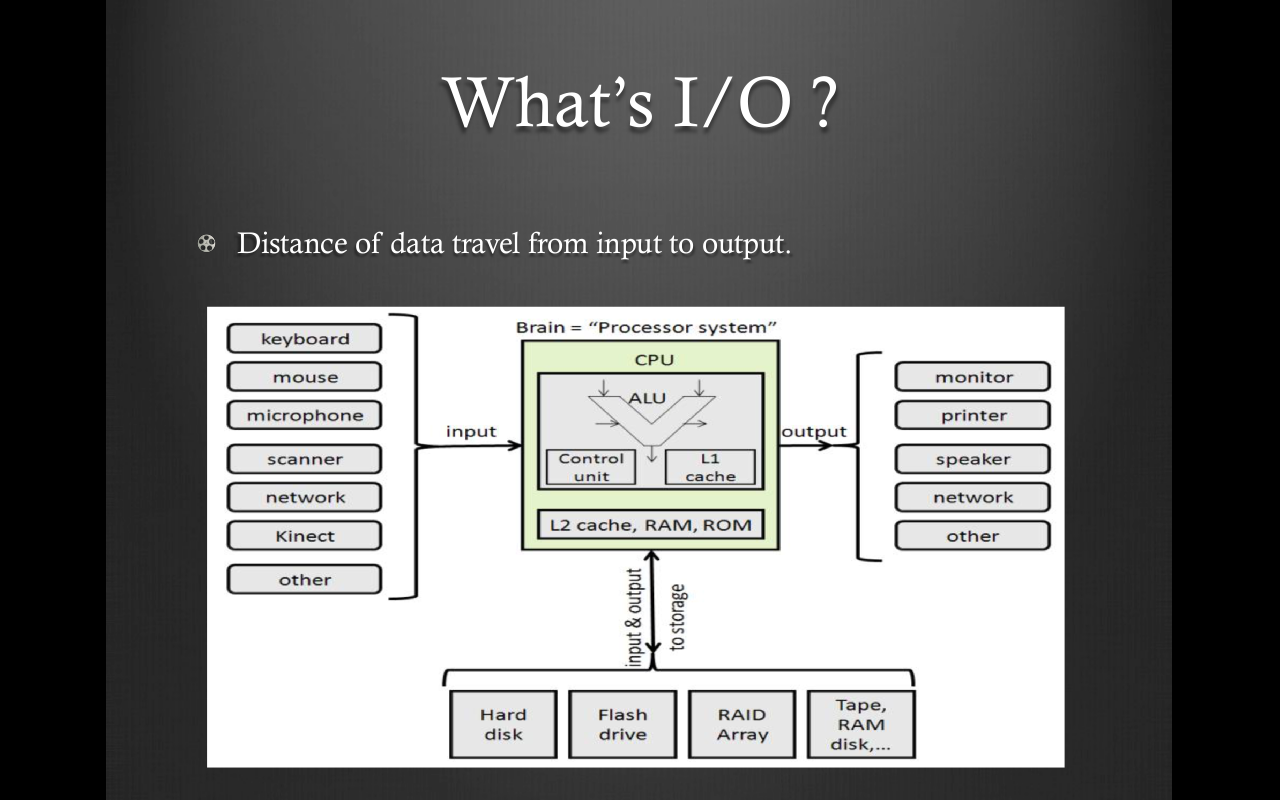 What's I/O ?
Distance of data travel from input to output.
keyboard
mouse
microphone
scanner
network
Kinect
other
input
Brain = “Processor system”
CPU
ALU
Control
unit
L1
cache
L2 cache, RAM, ROM
output
monitor
printer
speaker
network
other
input & output
to storage
Hard
disk
Flash
drive
RAID
Array
Tape,
RAM
disk,...